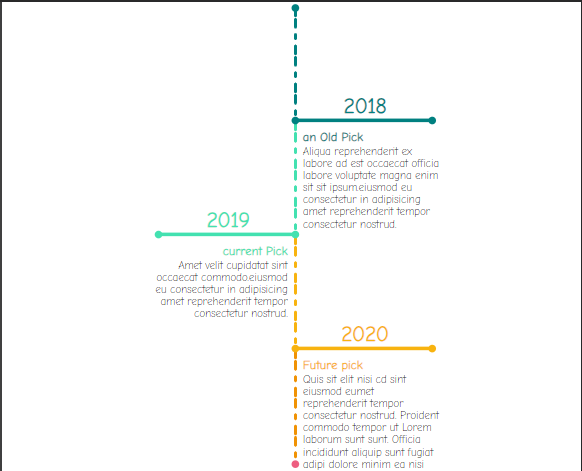 2018
an Old Pick
Aliqua reprehenderit ex
labore ad est occaecat officia
labore voluptate magna enim
sit sit ipsum.eiusmod eu
consectetur in adipisicing
amet reprehenderit tempor
consectetur nostrud.
2019
current Pick
Amet velit cupidatat sint
occaecat commodo.eiusmod
eu consectetur in adipisicing
amet reprehenderit tempor
consectetur nostrud.
2020
Future pick
Quis sit elit nisi cd sint
eiusmod eumet
reprehenderit tempor
consectetur nostrud. Proident
commodo tempor ut Lorem
laborum sunt sunt. Officia
incididunt aliquip sunt fugiat
adipi dolore minim ea nisi